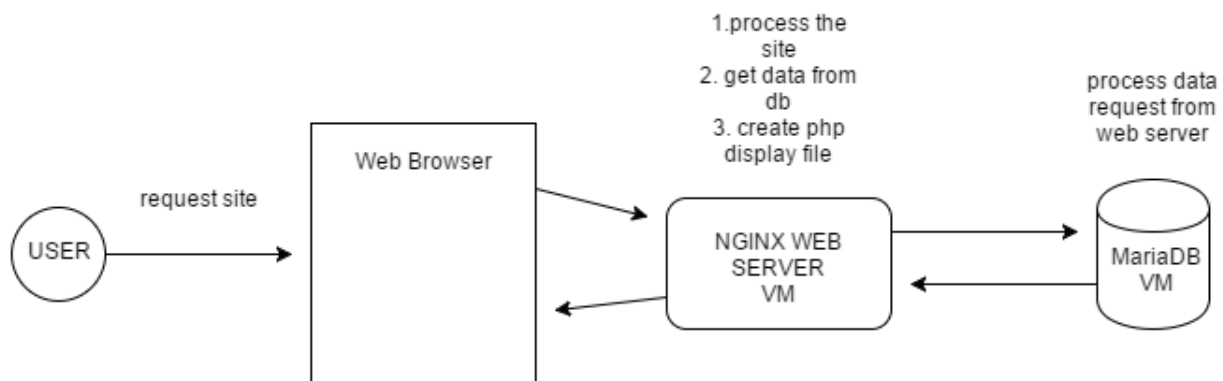 1.process the
site
2. get data from
db
3. create php
display file
process data
request from
web server
Web Browser
request site
USER
NGINX WEB
SERVER
VM
MariaDB
VM